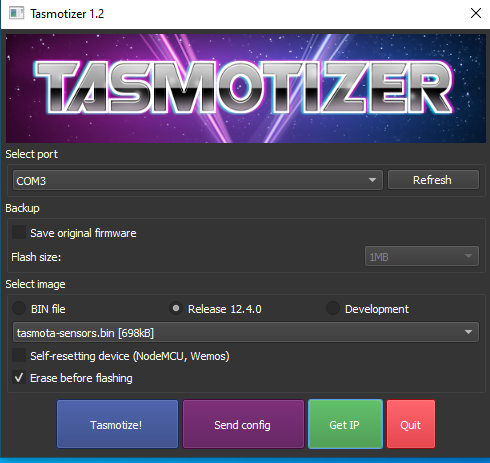 Tasmotizer 1.2
TASMOTIZER
Select port
COM3
Refresh
Backup
Save original firmware
Flash size:
1MB
Select image
BIN file
Release 12.4.0
Development
tasmota-sensors.bin [698kB]
Self-resetting device (NodeMCU, Wemos)
Erase before flashing
Tasmotize!
Send config
Get IP
Quit